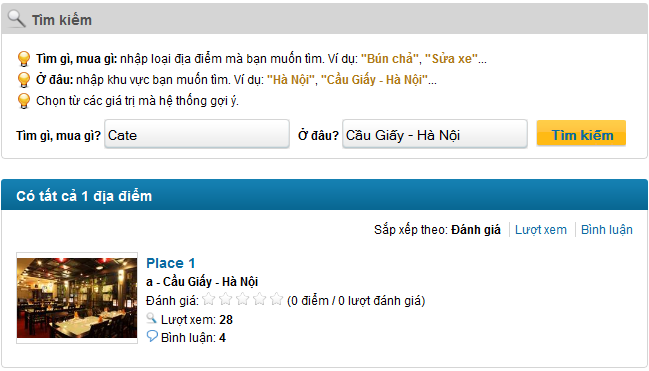 Tìm kiếm
Tìm gì, mua gì: nhập loại địa điểm mà bạn muốn tìm. Ví dụ: "Bún chả", "Sửa xe"...
Ở đâu: nhập khu vực bạn muốn tìm. Ví dụ: "Hà Nội", "Cầu Giấy - Hà Nội"...
Chọn từ các giá trị mà hệ thống gợi ý.
Tìm gì, mua gì? Cate Ở đâu? Cầu Giấy - Hà Nội Tìm kiếm
Có tất cả 1 địa điểm
Sắp xếp theo: Đánh giá Lượt xem Bình luận
Place 1
a - Cầu Giấy - Hà Nội
Đánh giá: (0 điểm / 0 lượt đánh giá)
Lượt xem: 28
Bình luận: 4